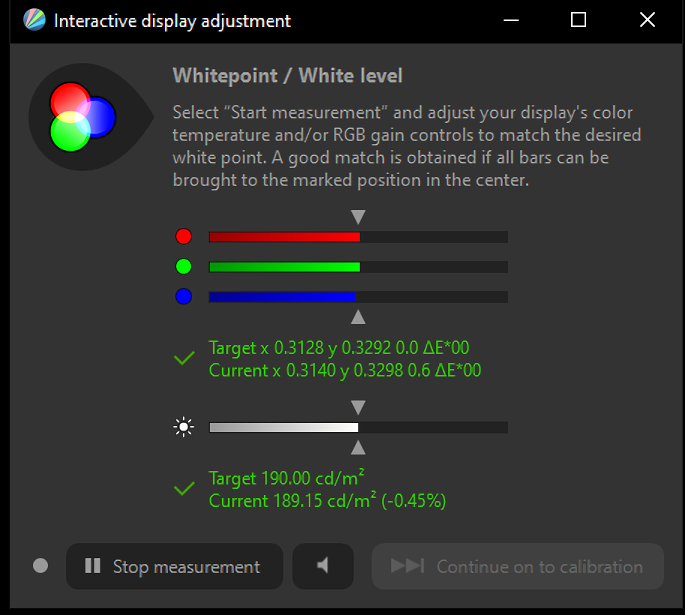 Interactive display adjustment
Whitepoint / White level
Select “Start measurement” and adjust your display's color
temperature and/or RGB gain controls to match the desired
white point. A good match is obtained if all bars can be
brought to the marked position in the center.
Target x 0.3128 y 0.3292 0.0 ΔE*00
Current x 0.3140 y 0.3298 0.6 ΔE*00
Target 190.00 cd/m²
Current 189.15 cd/m² (-0.45%)
Stop measurement
Continue on to calibration